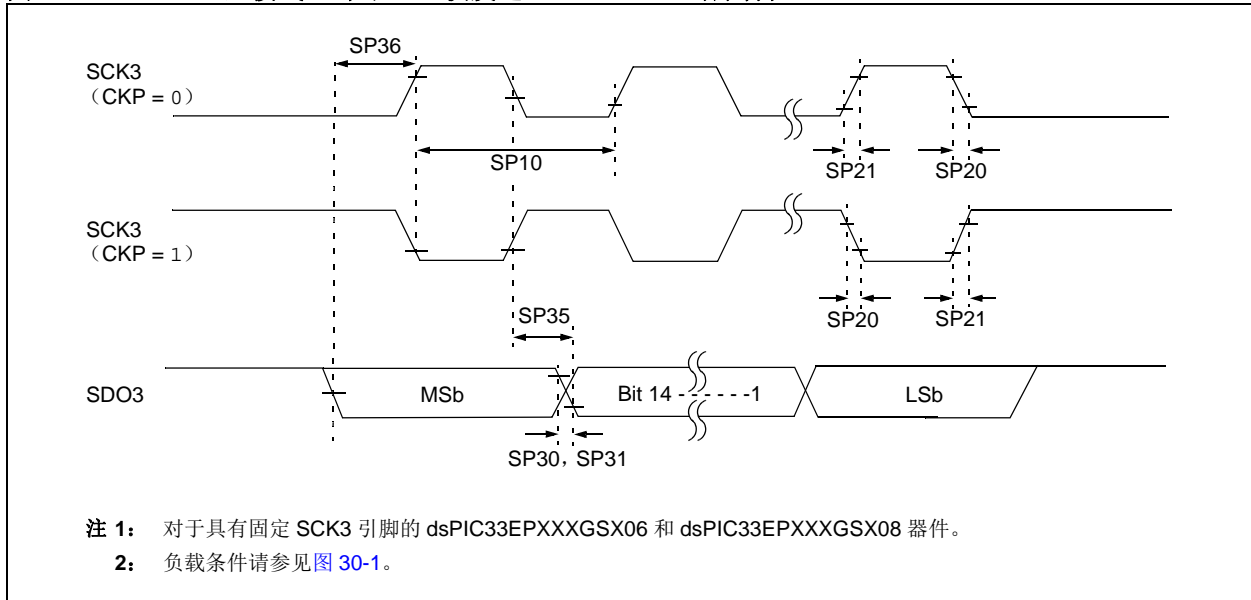 SP36
SCK3
（CKP = 0）
SP10
SP21
SP20
SCK3
（CKP = 1）
SP35
SP20
SP21
SDO3
MSb
Bit 14 - - - - - -1
LSb
SP30，SP31
注 1： 对于具有固定 SCK3 引脚的 dsPIC33EPXXXGSX06 和 dsPIC33EPXXXGSX08 器件。
2： 负载条件请参见图 30-1。